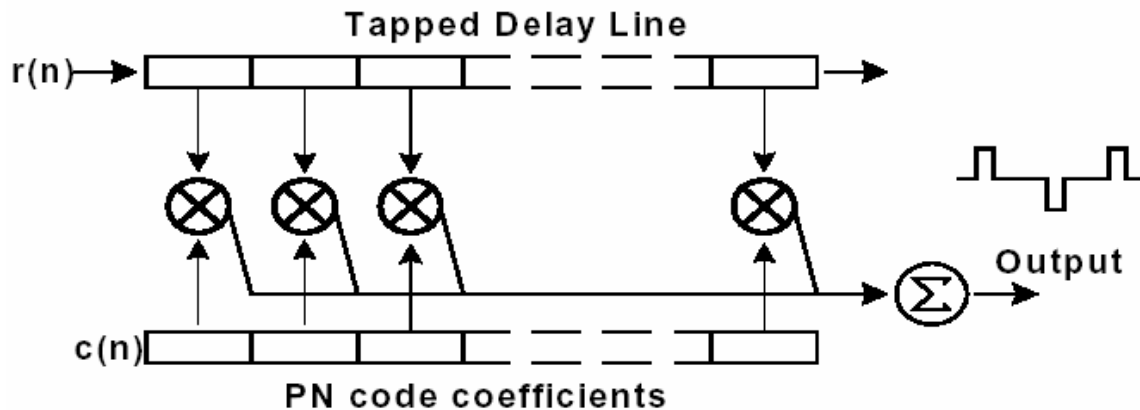 Tapped Delay Line
r(n)
Σ
Output
c(n)
PN code coefficients